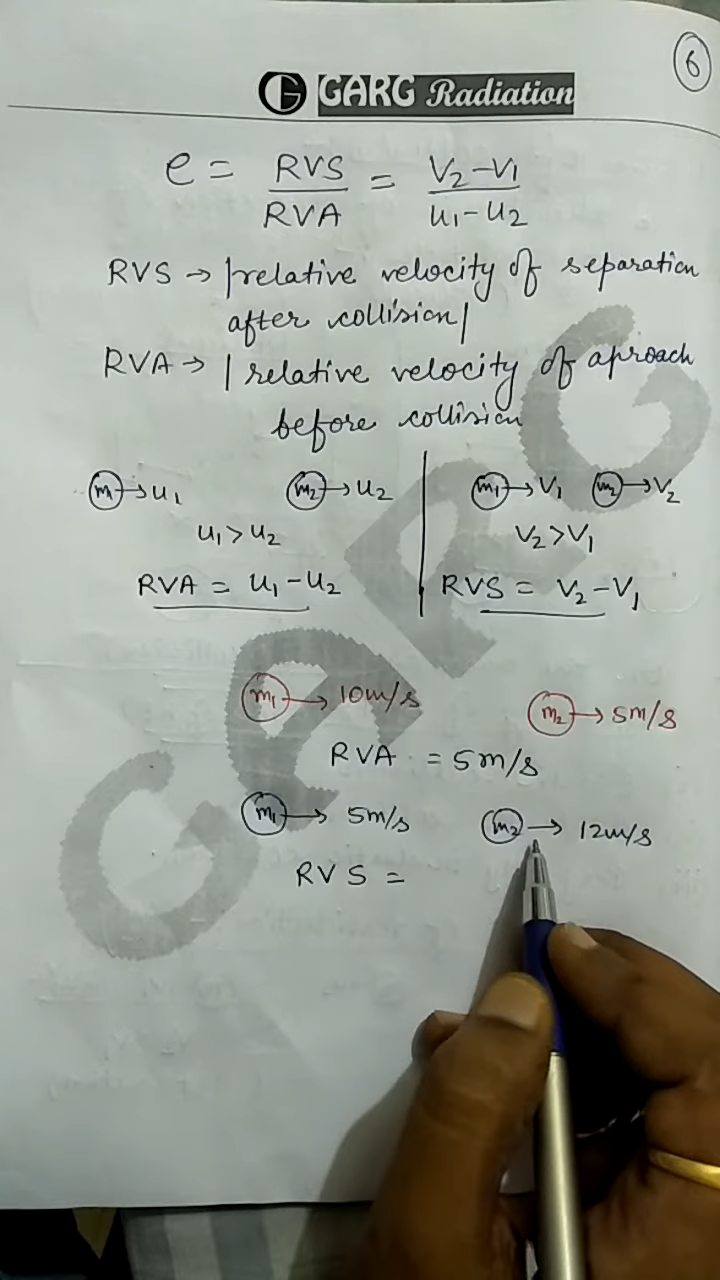 6
G GARG Radiation
e = RVS / RVA = V₂-V₁ / u₁-u₂
RVS → |relative velocity of separation
after collision|
RVA → | relative velocity of aproach
before collision
m → u₁ m₂ → u₂ m₁ → V₁ m₂ → V₂
u₁ > u₂ V₂ > V₁
RVA = u₁ - u₂ RVS = V₂ - V₁
m₁ → 10m/s m₂ → 5m/s
RVA = 5m/s
m₁ → 5m/s m₂ → 12m/s
RVS =
GARG